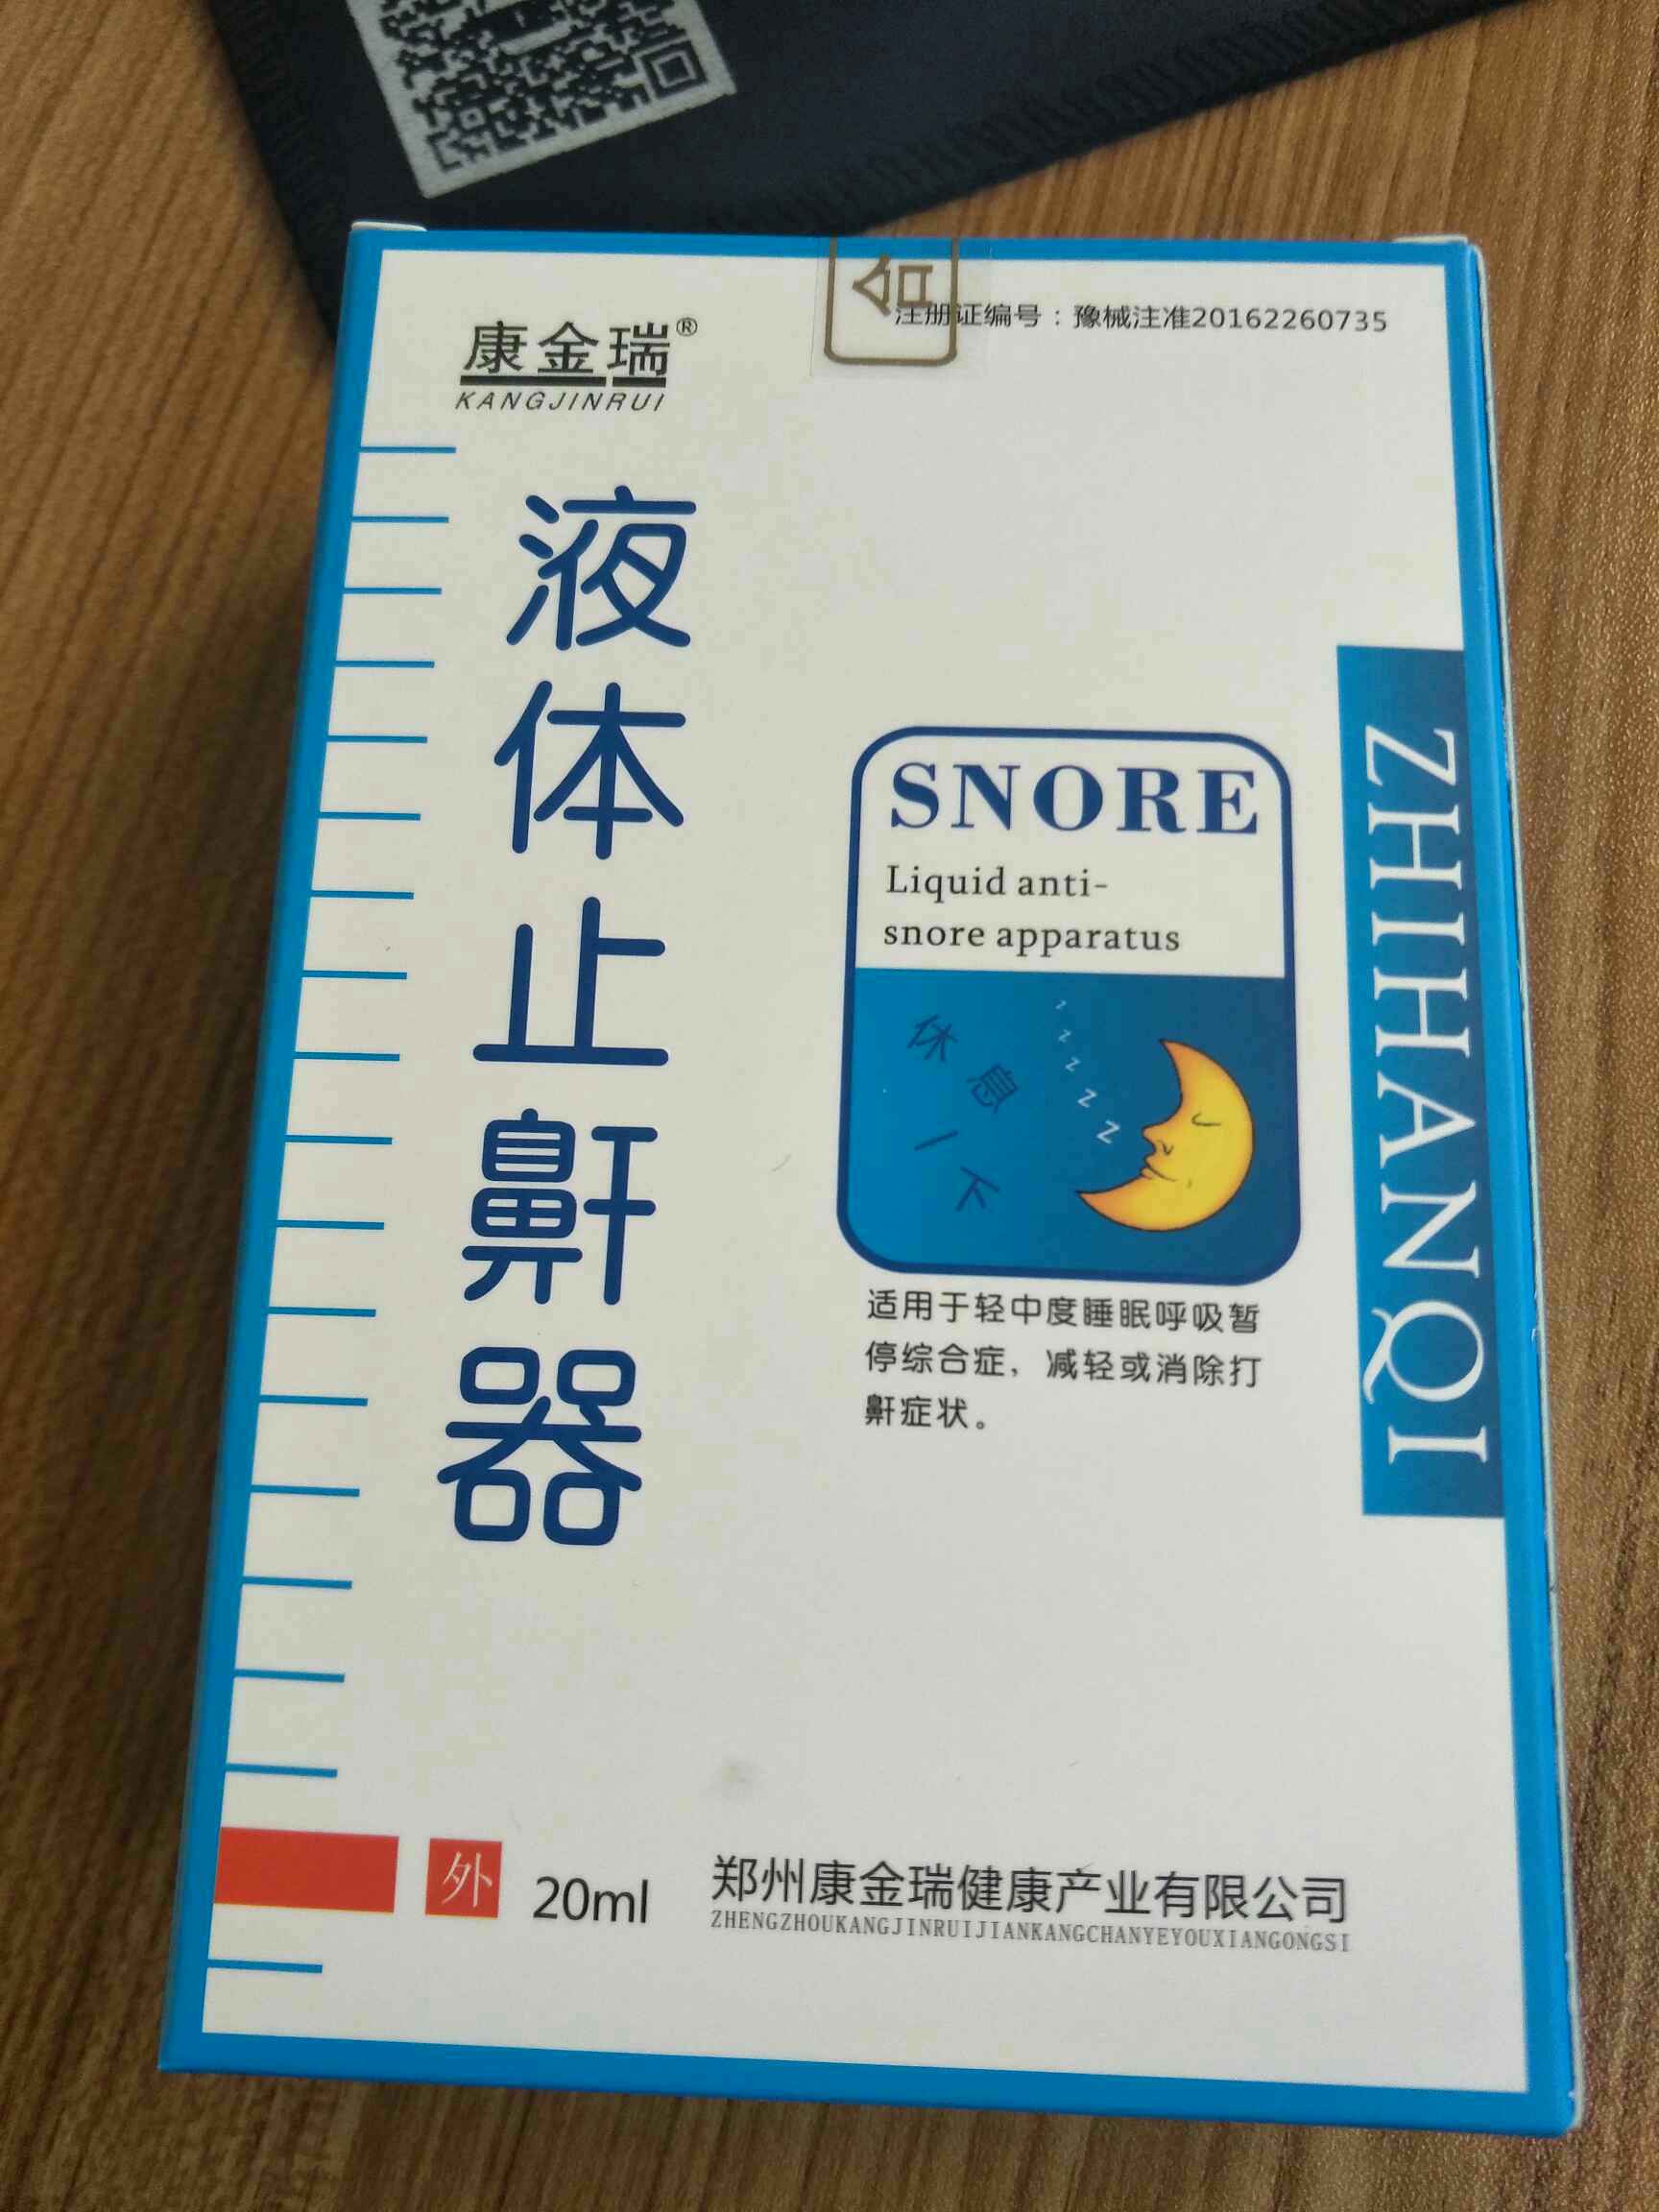 注册证编号：豫械注准20162260735
康金瑞®
KANGJINRUI
液体止鼾器
SNORE
Liquid anti-
snore apparatus
休息一下
z z z z z
适用于轻中度睡眠呼吸暂
停综合症，减轻或消除打
鼾症状。
ZHIHANQI
外
20ml
郑州康金瑞健康产业有限公司
ZHENGZHOUKANGJINRUIJIANKANGCHANYEYOUXIANGONGSI